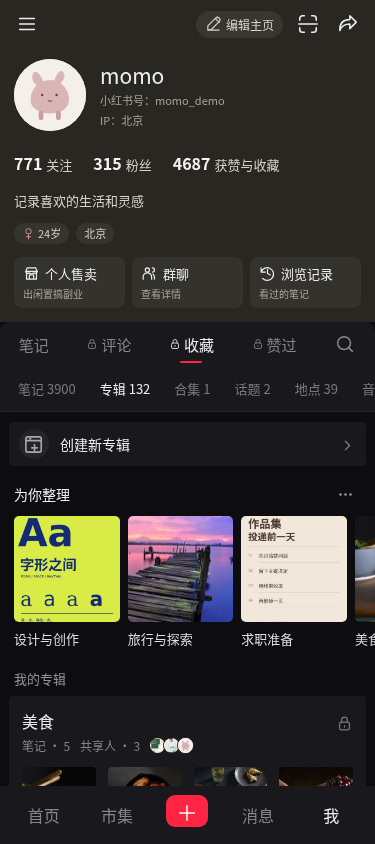 编辑主页
momo
小红书号: momo_demo
IP: 北京
771 关注 315 粉丝 4687 获赞与收藏
记录喜欢的生活和灵感
24岁 北京
个人售卖 群聊 浏览记录
出闲置搞副业 查看详情 看过的笔记
笔记 评论 收藏 赞过
笔记 3900 专辑 132 合集 1 话题 2 地点 39 音
创建新专辑
为你整理
Aa
字形之间
a a a a
作品集
投递前一天
设计与创作 旅行与探索 求职准备 美食
我的专辑
美食
笔记 · 5 共享人 · 3
首页 市集 消息 我